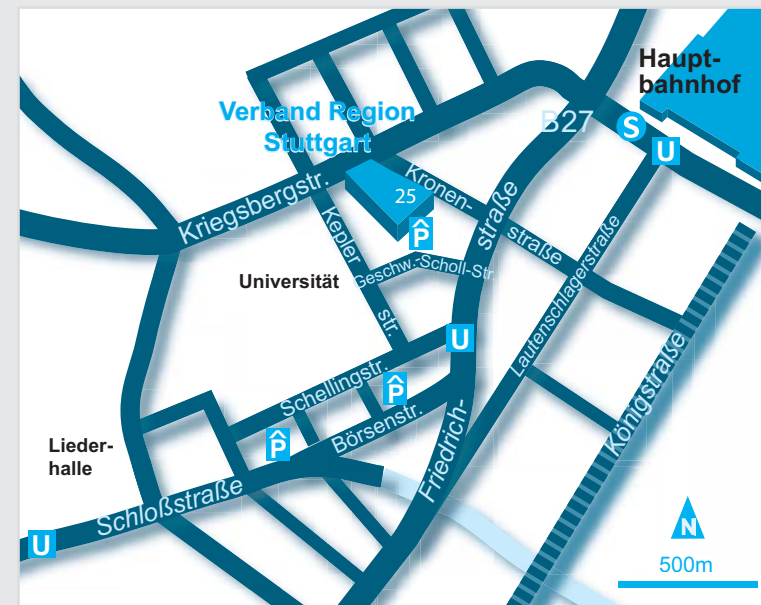 Haupt-
bahnhof
Verband Region
Stuttgart
B27
S
U
Kriegsbergstr.
25
Kronen-
straße
P
Kepler
str.
Geschw.-Scholl-Str.
straße
Friedrich-
Lautenschlagerstraße
Königstraße
Universität
U
Schellingstr.
P
Börsenstr.
P
Lieder-
halle
Schloßstraße
U
N
500m